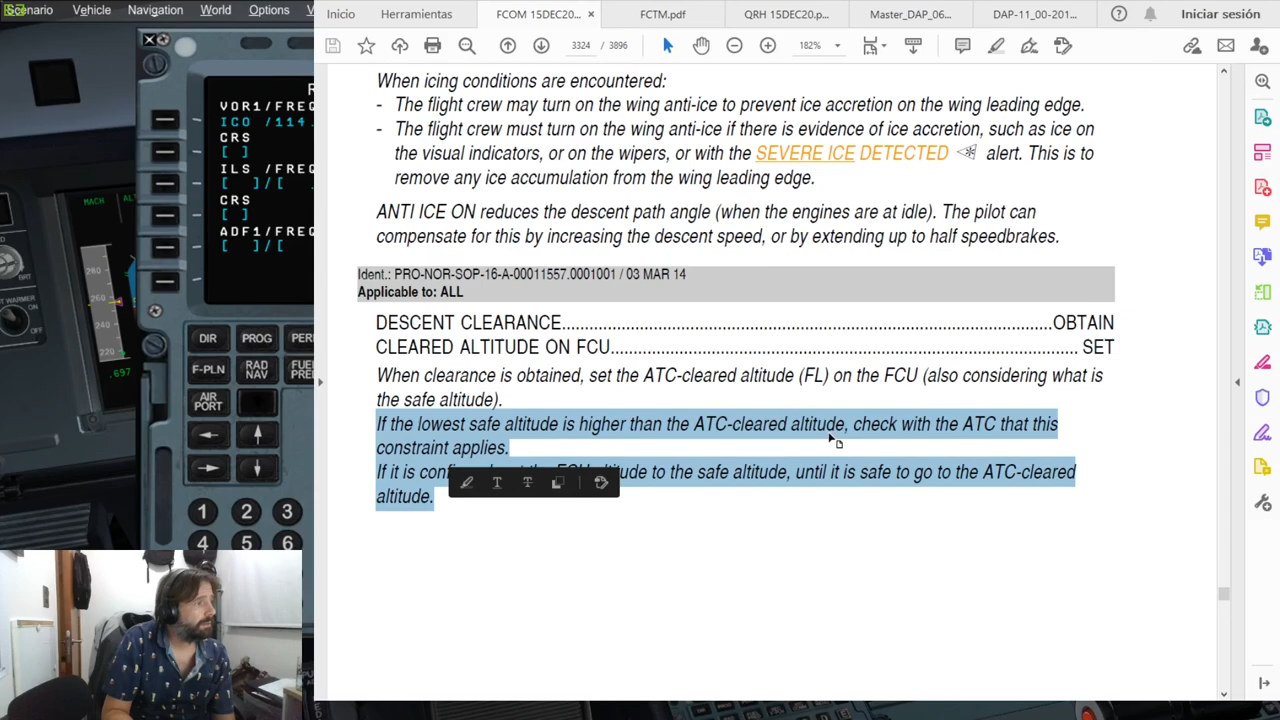 Scenario Vehicle Navigation World Options
Inicio Herramientas FCOM 15DEC20... × FCTM.pdf QRH 15DEC20.p... Master_DAP_06... DAP-11_00-201... Iniciar sesión
3324 / 3896 182%
When icing conditions are encountered:
- The flight crew may turn on the wing anti-ice to prevent ice accretion on the wing leading edge.
- The flight crew must turn on the wing anti-ice if there is evidence of ice accretion, such as ice on
the visual indicators, or on the wipers, or with the SEVERE ICE DETECTED alert. This is to
remove any ice accumulation from the wing leading edge.
ANTI ICE ON reduces the descent path angle (when the engines are at idle). The pilot can
compensate for this by increasing the descent speed, or by extending up to half speedbrakes.
Ident.: PRO-NOR-SOP-16-A-00011557.0001001 / 03 MAR 14
Applicable to: ALL
DESCENT CLEARANCE...OBTAIN
CLEARED ALTITUDE ON FCU... SET
When clearance is obtained, set the ATC-cleared altitude (FL) on the FCU (also considering what is
the safe altitude).
If the lowest safe altitude is higher than the ATC-cleared altitude, check with the ATC that this
constraint applies.
If it is altitude to the safe altitude, until it is safe to go to the ATC-cleared
altitude.
VOR1/FREQ
ICO /114.
CRS
[ ]
ILS /FREQ
[ ]/[
CRS
[ ]
ADF1/FREQ
[ ]/[
MACH
280
260
240
220
.697
DIR PROG
F-PLN RAD NAV
AIR PORT
1 2 3
4 5 6